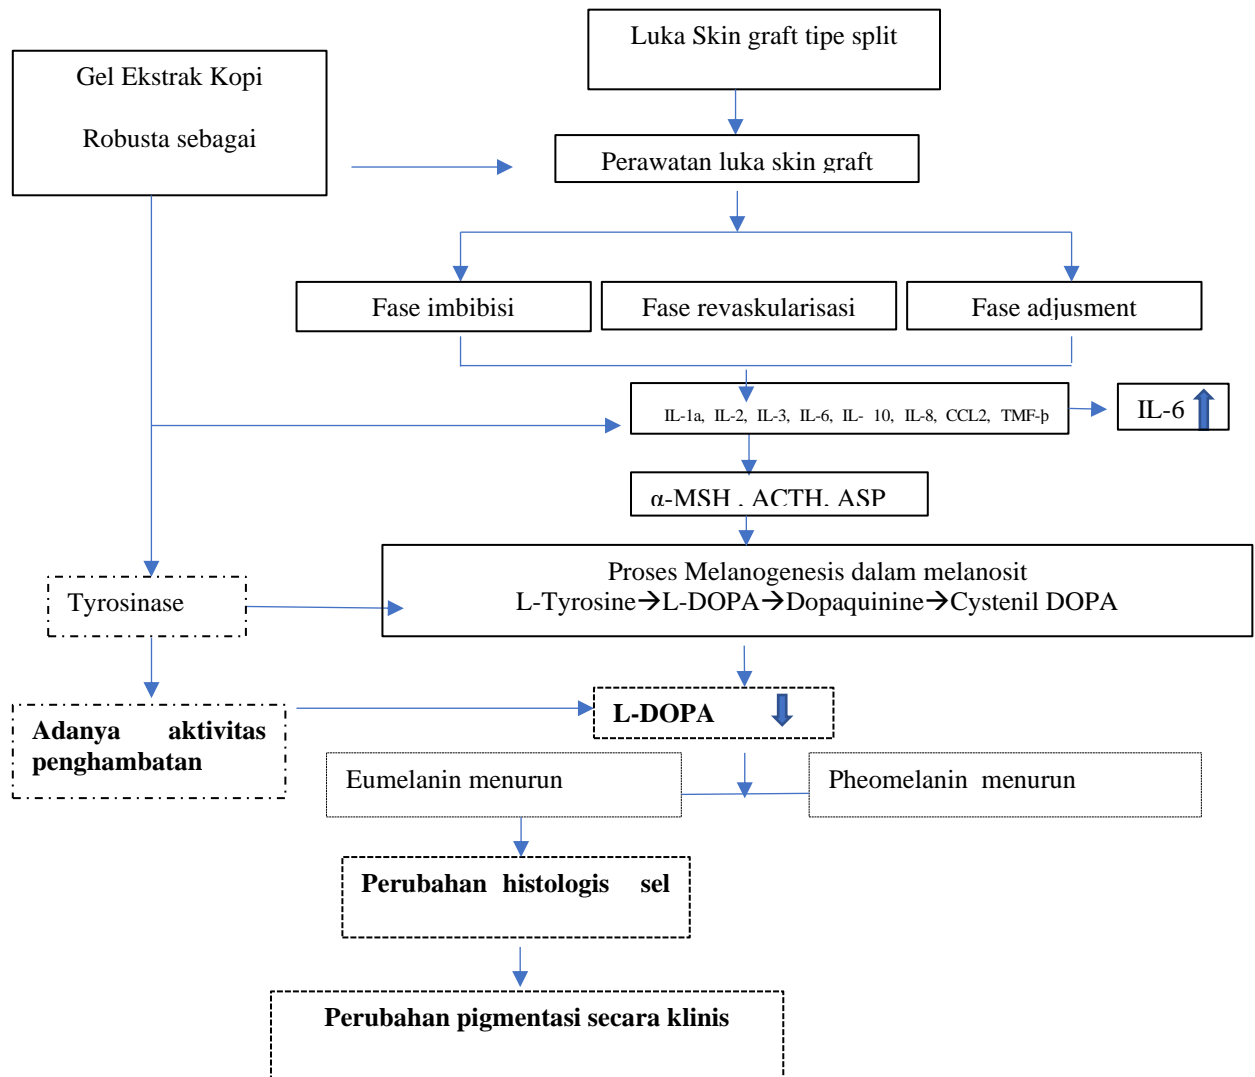 Luka Skin graft tipe split
Gel Ekstrak Kopi
Robusta sebagai
Perawatan luka skin graft
Fase imbibisi
Fase revaskularisasi
Fase adjusment
IL-1a, IL-2, IL-3, IL-6, IL- 10, IL-8, CCL2, TMF-b
IL-6
α-MSH , ACTH, ASP
Proses Melanogenesis dalam melanosit
L-Tyrosine→L-DOPA→Dopaquinine→Cystenil DOPA
Tyrosinase
L-DOPA
Adanya aktivitas
penghambatan
Eumelanin menurun
Pheomelanin menurun
Perubahan histologis sel
Perubahan pigmentasi secara klinis